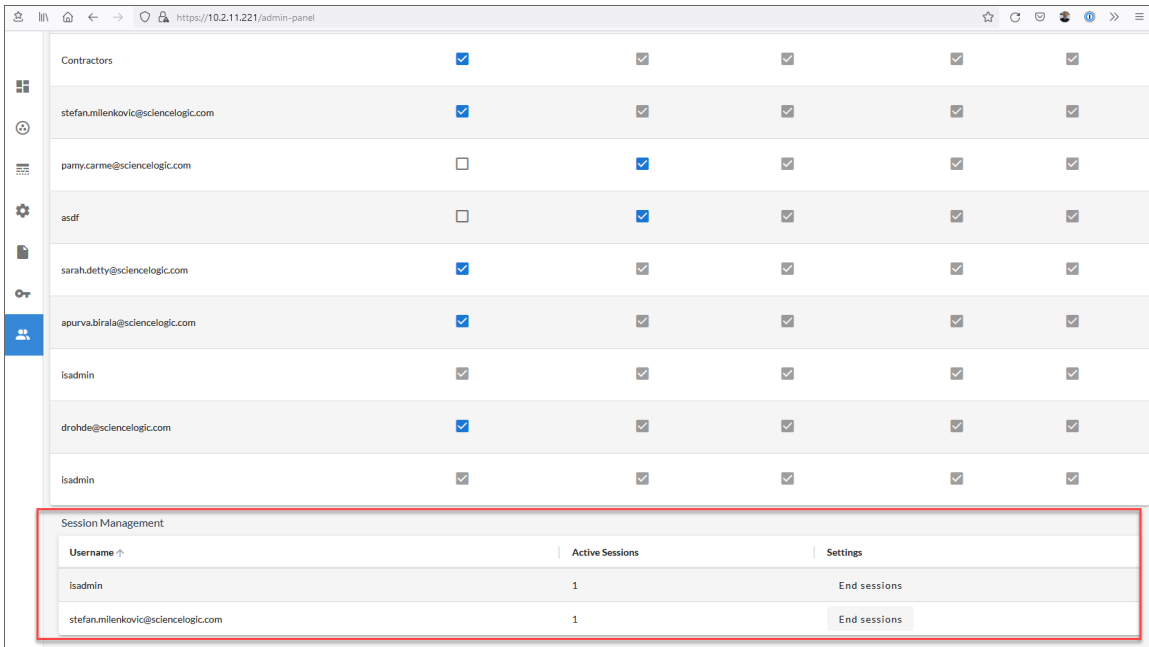 https://10.2.11.221/admin-panel
Contractors
stefan.milenkovic@sciencelogic.com
pamy.carme@sciencelogic.com
asdf
sarah.detty@sciencelogic.com
apurva.birala@sciencelogic.com
isadmin
drohde@sciencelogic.com
isadmin
Session Management
Username Active Sessions Settings
isadmin 1 End sessions
stefan.milenkovic@sciencelogic.com 1 End sessions